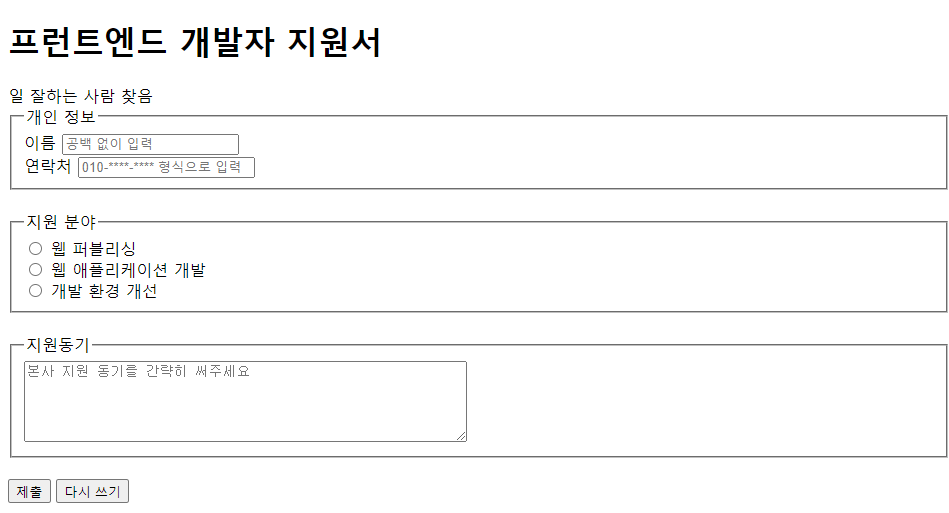 프런트엔드 개발자 지원서
일 잘하는 사람 찾음
개인 정보
이름 공백 없이 입력
연락처 010-****-**** 형식으로 입력
지원 분야
웹 퍼블리싱
웹 애플리케이션 개발
개발 환경 개선
지원동기
본사 지원 동기를 간략히 써주세요
제출 다시 쓰기